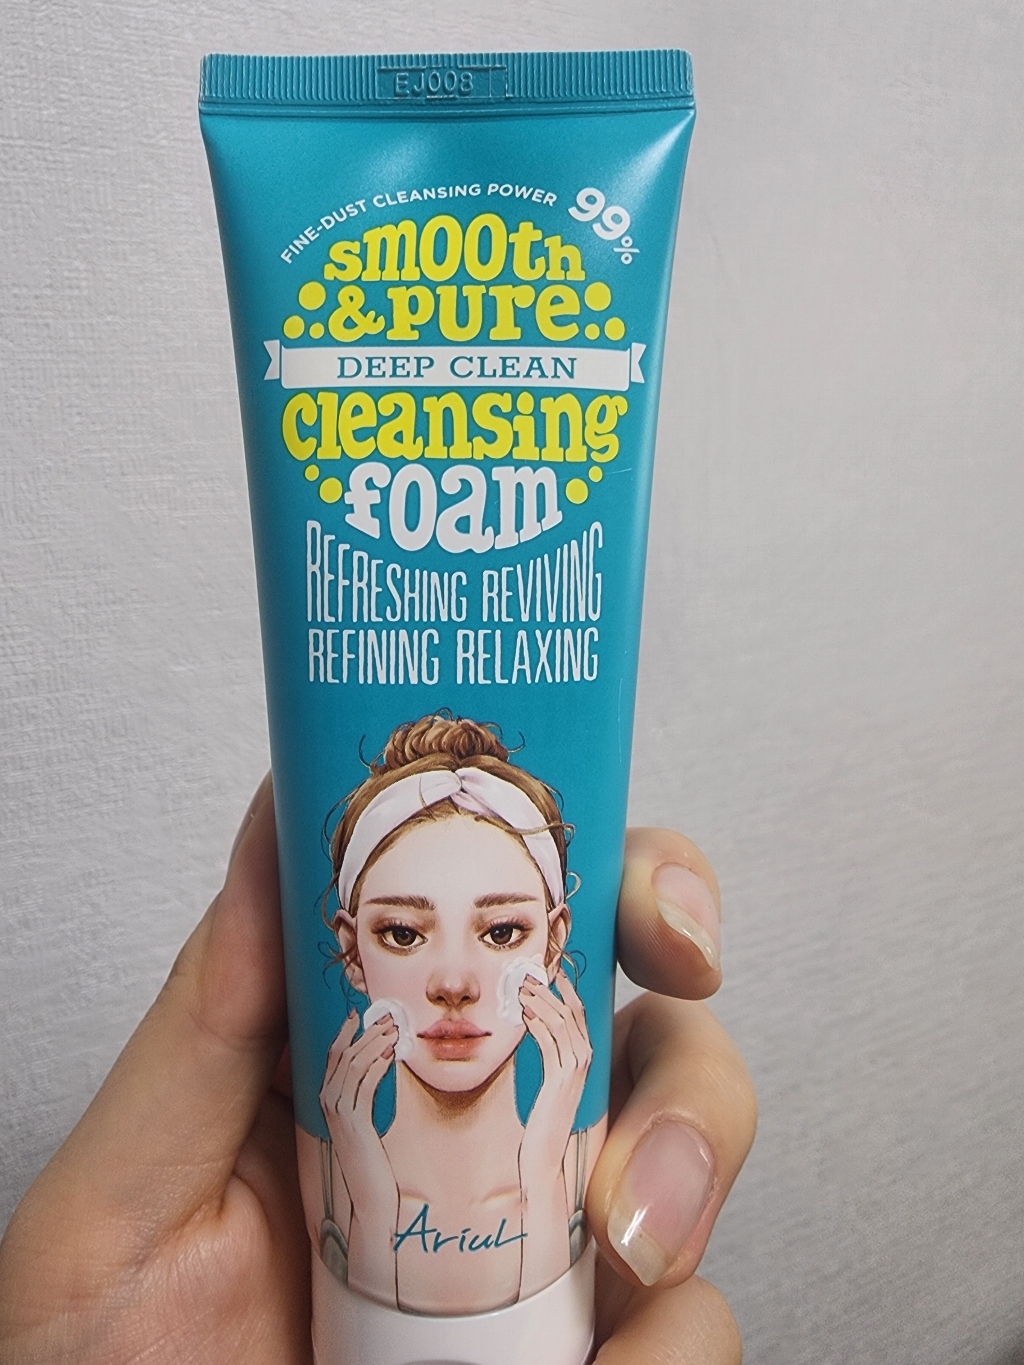 EJ008
FINE-DUST CLEANSING POWER 99%
smooth
& pure
DEEP CLEAN
cleansing
foam
REFRESHING REVIVING
REFINING RELAXING
Ariul